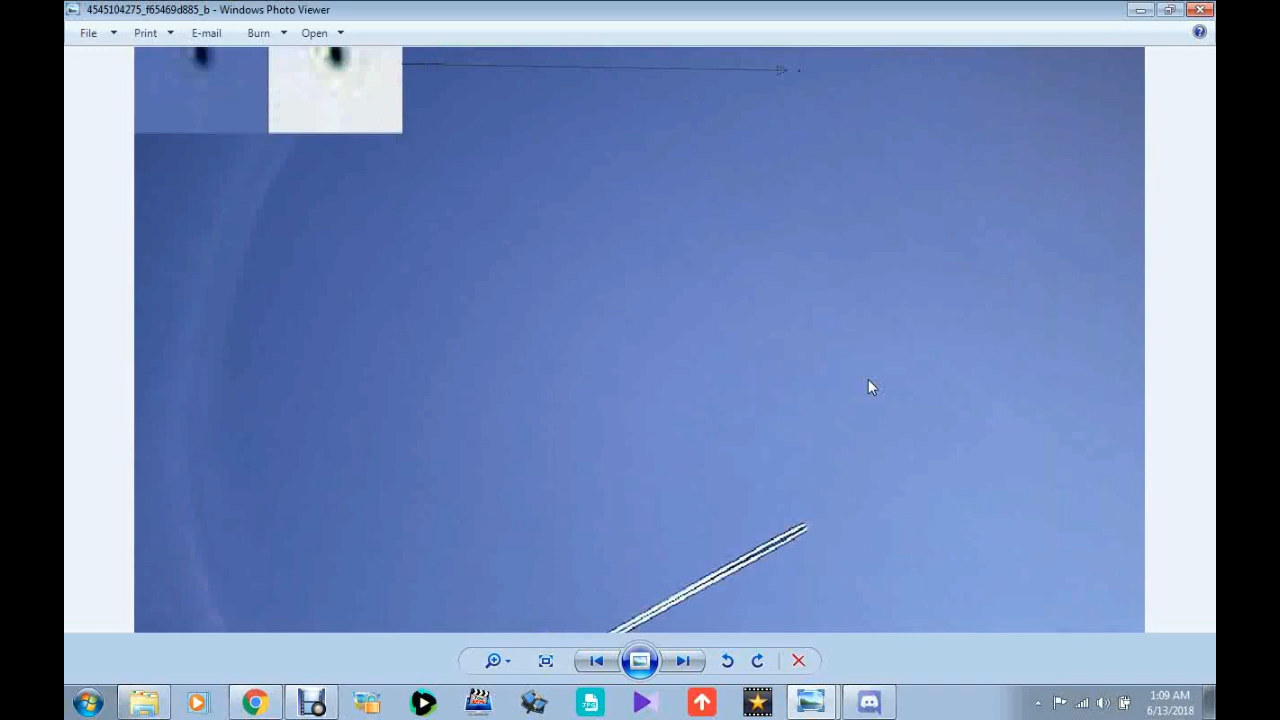 4545104275_f65469d885_b - Windows Photo Viewer
File Print E-mail Burn Open
1:09 AM
6/13/2018